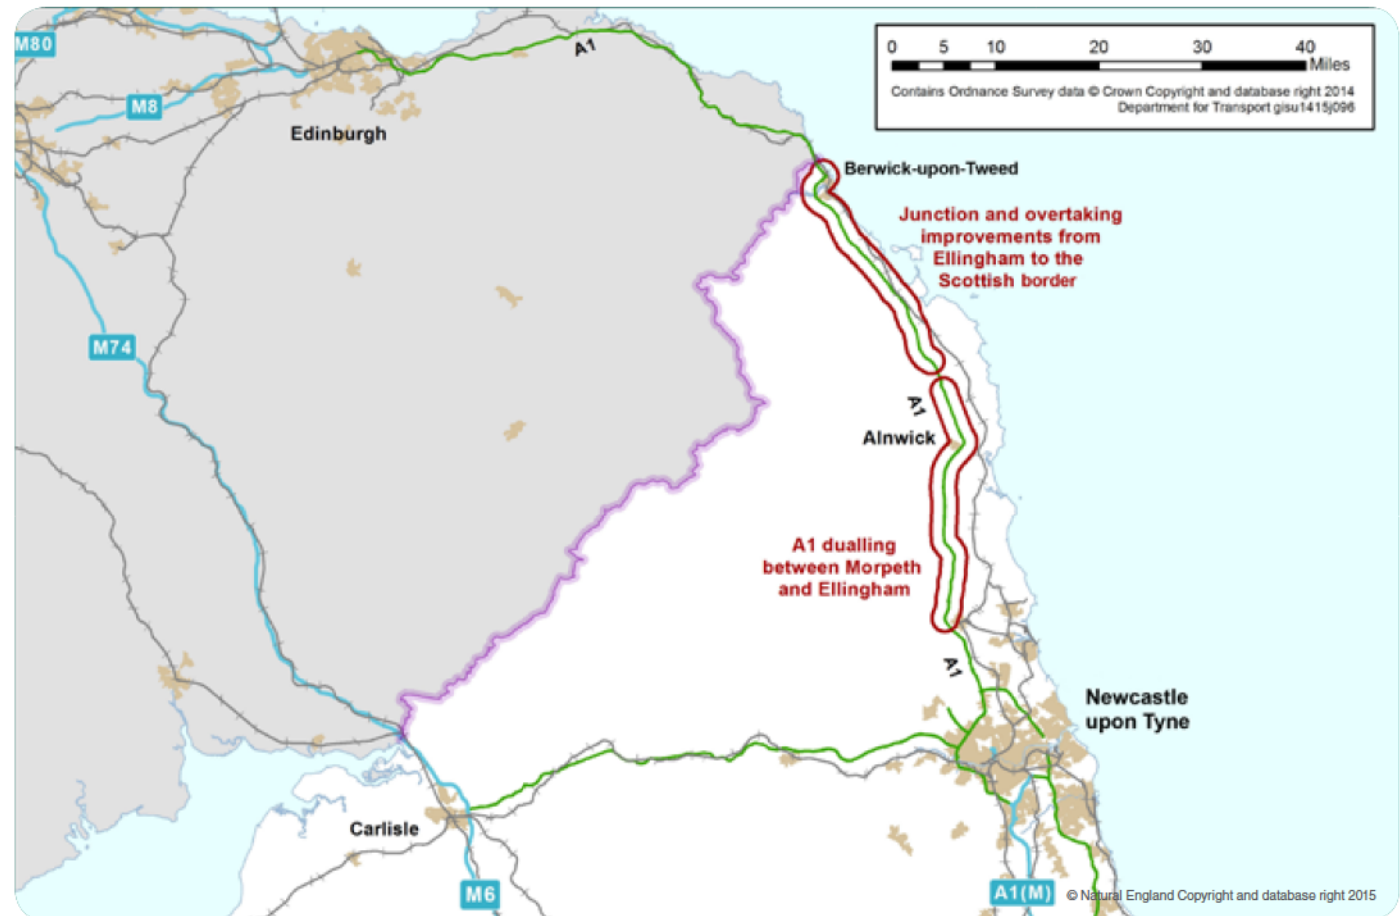 M80
A1
0 5 10 20 30 40
Miles
Contains Ordnance Survey data © Crown Copyright and database right 2014
Department for Transport gisu1415j096
M8
Edinburgh
Berwick-upon-Tweed
Junction and overtaking
improvements from
Ellingham to the
Scottish border
M74
A1
Alnwick
A1 dualling
between Morpeth
and Ellingham
A1
Newcastle
upon Tyne
Carlisle
M6
A1(M)
© Natural England Copyright and database right 2015